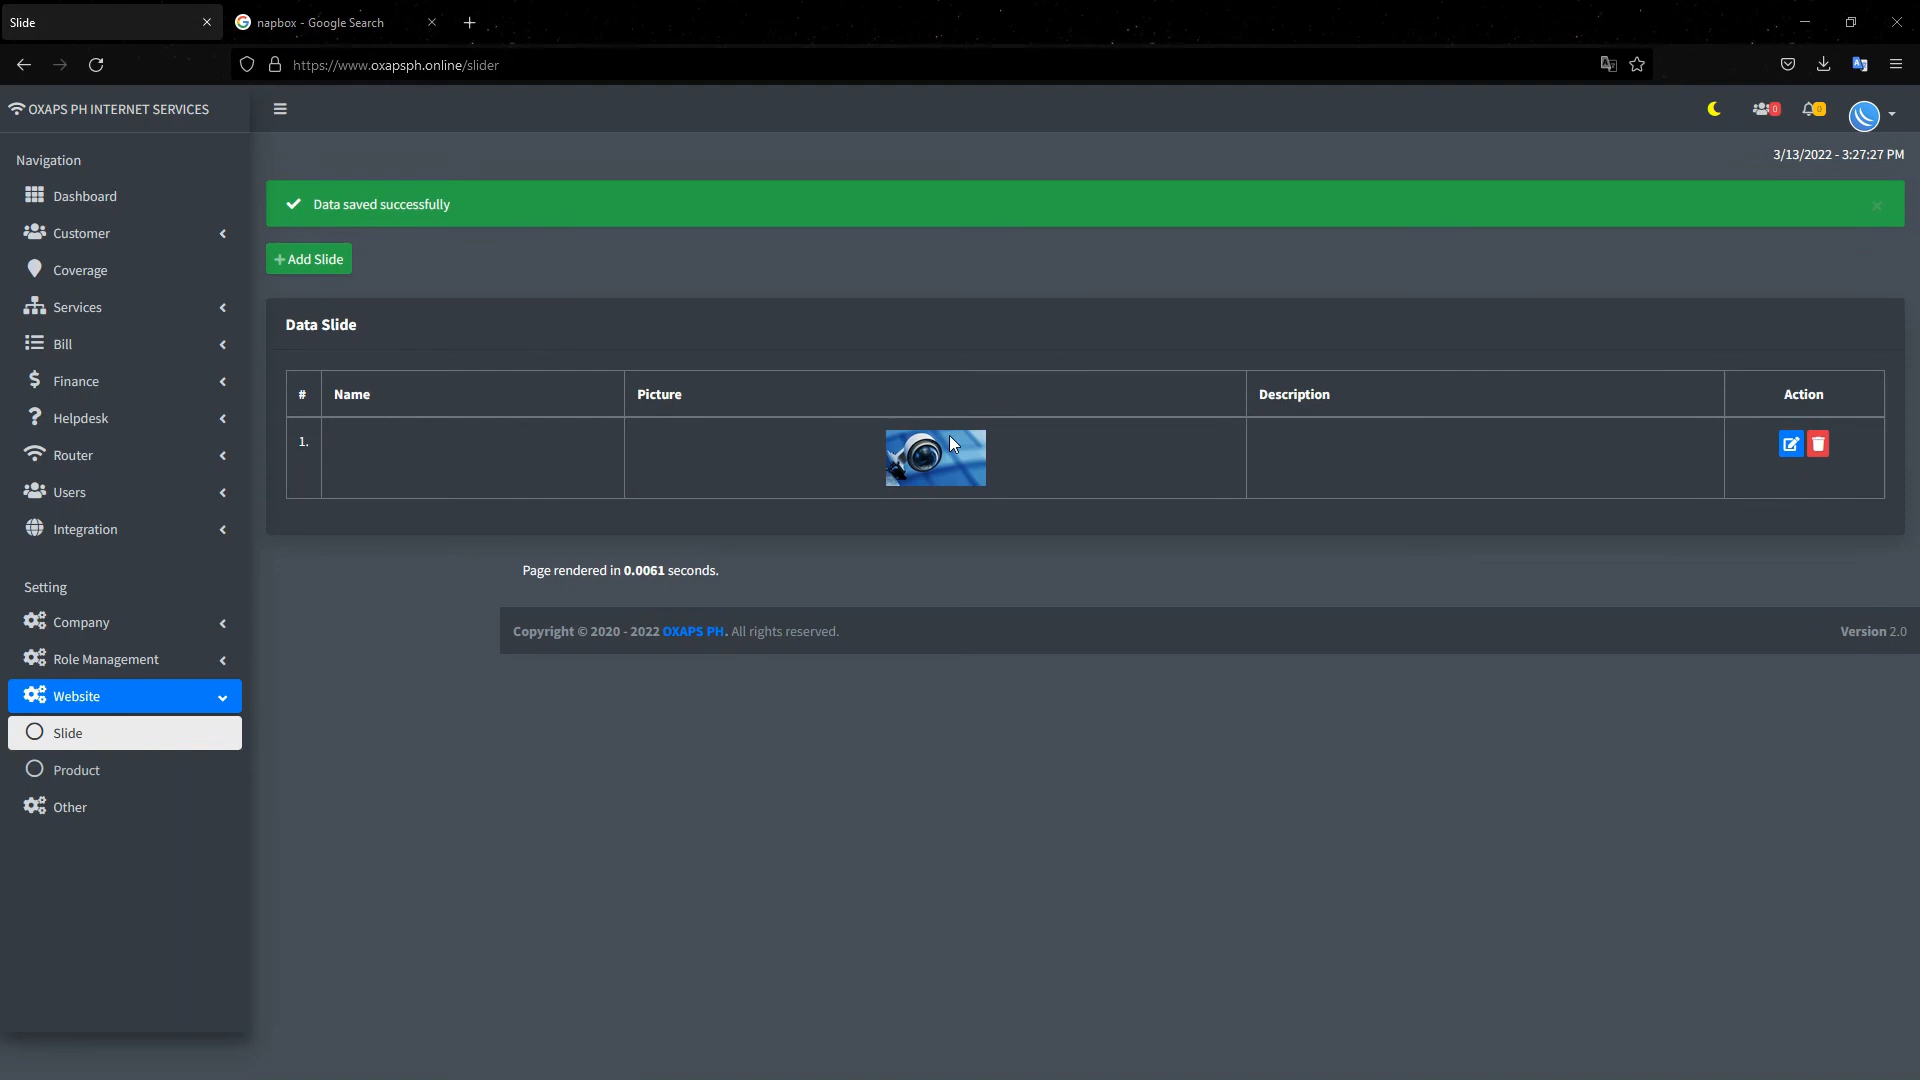 Slide
napbox - Google Search
https://www.oxapsph.online/slider
OXAPS PH INTERNET SERVICES
0
0
3/13/2022 - 3:27:27 PM
Navigation
Dashboard
Customer
Coverage
Services
Bill
Finance
Helpdesk
Router
Users
Integration
Setting
Company
Role Management
Website
Slide
Product
Other
Data saved successfully
+ Add Slide
Data Slide
# Name Picture Description Action
1.
Page rendered in 0.0061 seconds.
Copyright © 2020 - 2022 OXAPS PH. All rights reserved.
Version 2.0